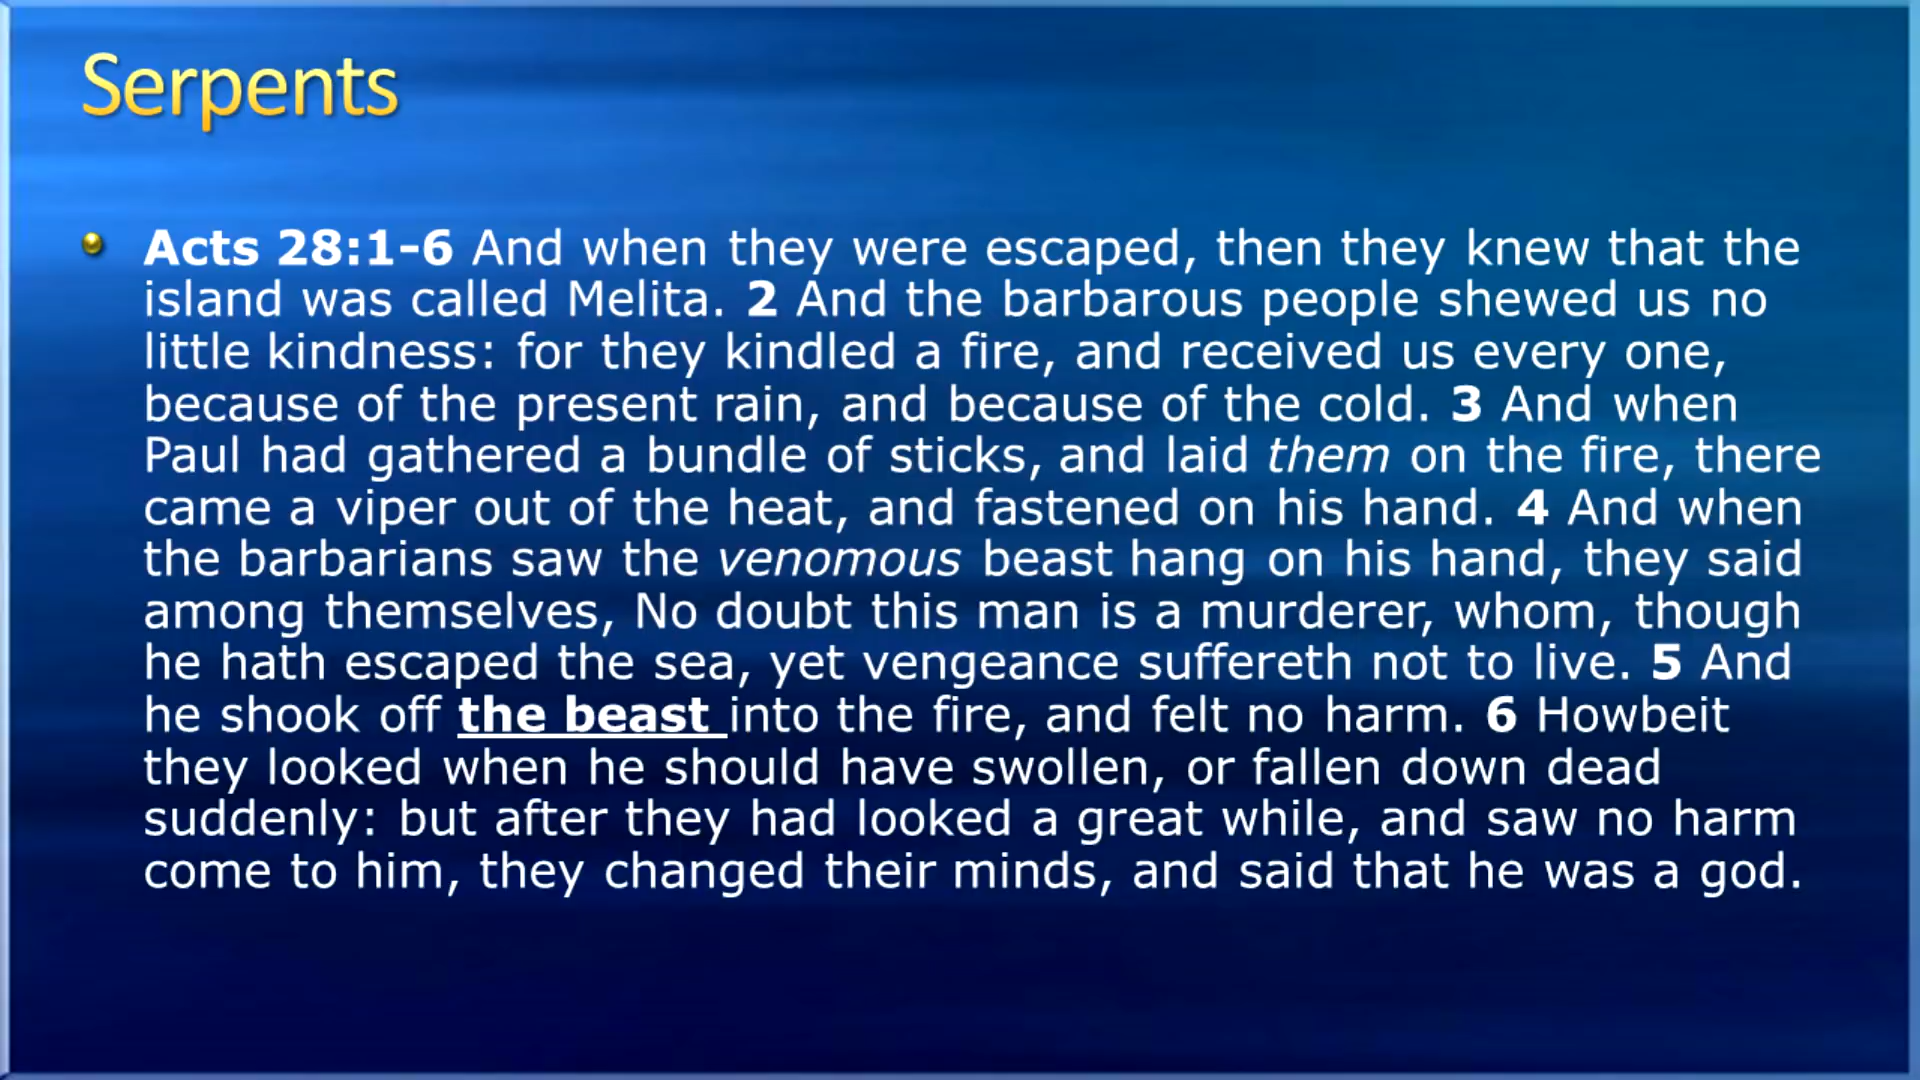 Serpents
Acts 28:1-6 And when they were escaped, then they knew that the
island was called Melita. 2 And the barbarous people shewed us no
little kindness: for they kindled a fire, and received us every one,
because of the present rain, and because of the cold. 3 And when
Paul had gathered a bundle of sticks, and laid them on the fire, there
came a viper out of the heat, and fastened on his hand. 4 And when
the barbarians saw the venomous beast hang on his hand, they said
among themselves, No doubt this man is a murderer, whom, though
he hath escaped the sea, yet vengeance suffereth not to live. 5 And
he shook off the beast into the fire, and felt no harm. 6 Howbeit
they looked when he should have swollen, or fallen down dead
suddenly: but after they had looked a great while, and saw no harm
come to him, they changed their minds, and said that he was a god.